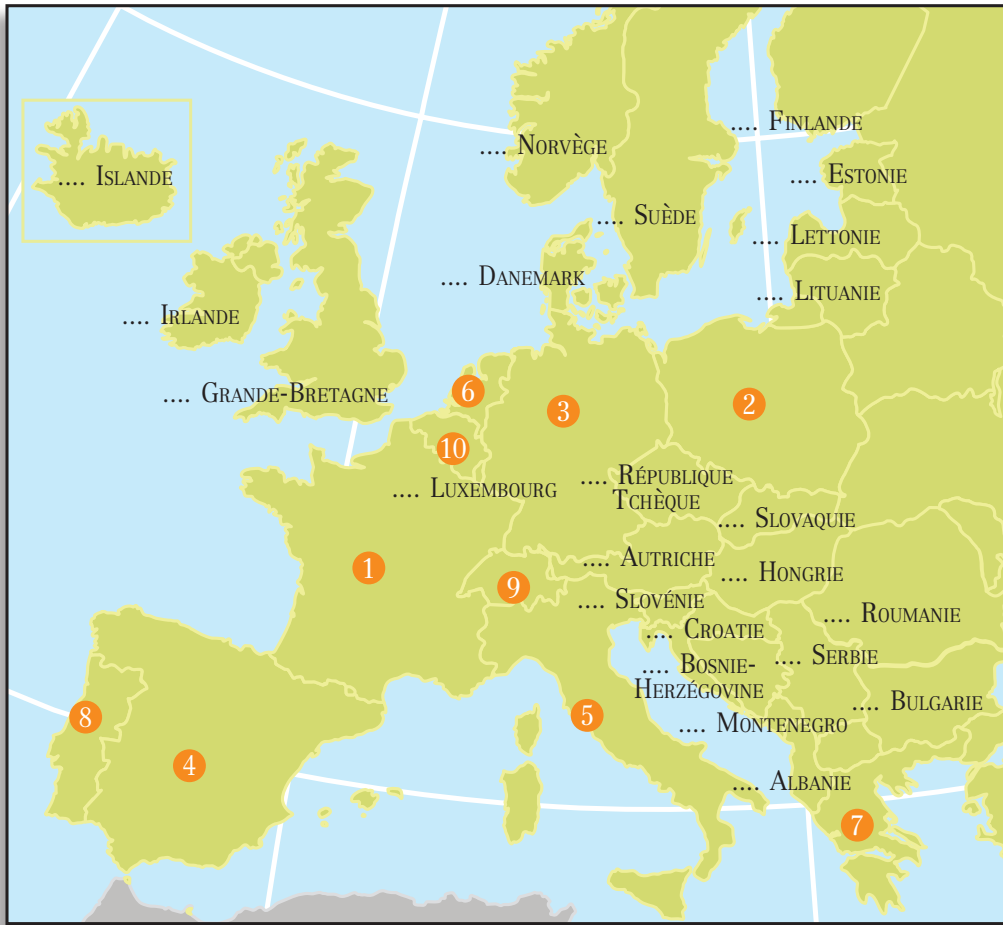 .... Finlande
.... Norvège
.... Islande
.... Estonie
.... Suède
.... Lettonie
.... Danemark
.... Lituanie
.... Irlande
.... Grande-Bretagne
6
3
2
10
.... République
Tchèque
.... Luxembourg
.... Slovaquie
.... Autriche
1
.... Hongrie
9
.... Slovénie
.... Roumanie
.... Croatie
.... Serbie
.... Bosnie-
Herzégovine
.... Bulgarie
8
5
.... Montenegro
4
.... Albanie
7